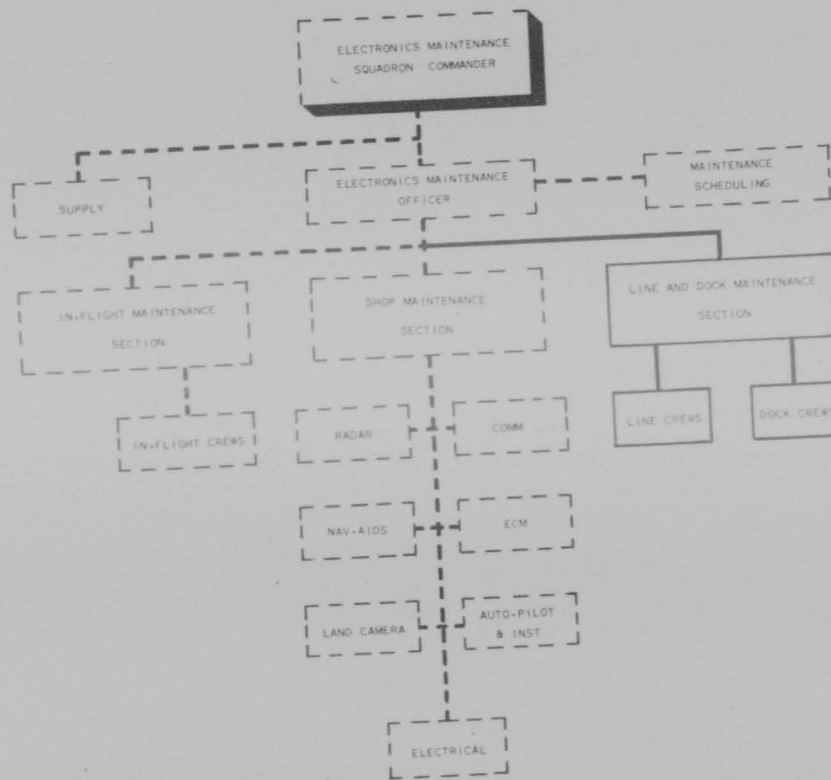 ELECTRONICS MAINTENANCE
SQUADRON COMMANDER
SUPPLY
ELECTRONICS MAINTENANCE
OFFICER
MAINTENANCE
SCHEDULING
IN-FLIGHT MAINTENANCE
SECTION
SHOP MAINTENANCE
SECTION
LINE AND DOCK MAINTENANCE
SECTION
IN-FLIGHT CREWS
RADAR
COMM
LINE CREWS
DOCK CREWS
NAV-AIDS
ECM
LAND CAMERA
AUTO-PILOT
& INST
ELECTRICAL